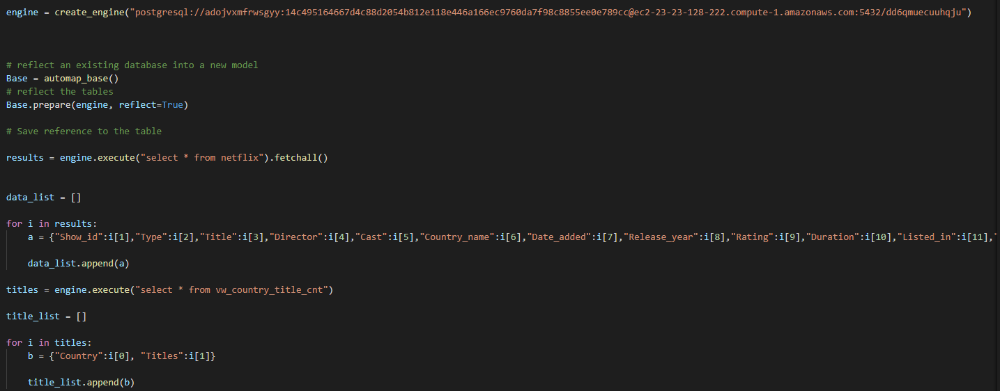 engine = create_engine("postgresql://adojvxmfrwsgyy:14c495164667d4c88d2054b812e118e446a166ec9760da7f98c8855ee0e789cc@ec2-23-23-128-222.compute-1.amazonaws.com:5432/dd6qmuecuuhqju")
# reflect an existing database into a new model
Base = automap_base()
# reflect the tables
Base.prepare(engine, reflect=True)
# Save reference to the table
results = engine.execute("select * from netflix").fetchall()
data_list = []
for i in results:
    a = {"Show_id":i[1],"Type":i[2],"Title":i[3],"Director":i[4],"Cast":i[5],"Country_name":i[6],"Date_added":i[7],"Release_year":i[8],"Rating":i[9],"Duration":i[10],"Listed_in":i[11],"
    data_list.append(a)
titles = engine.execute("select * from vw_country_title_cnt")
title_list = []
for i in titles:
    b = {"Country":i[0], "Titles":i[1]}
    title_list.append(b)